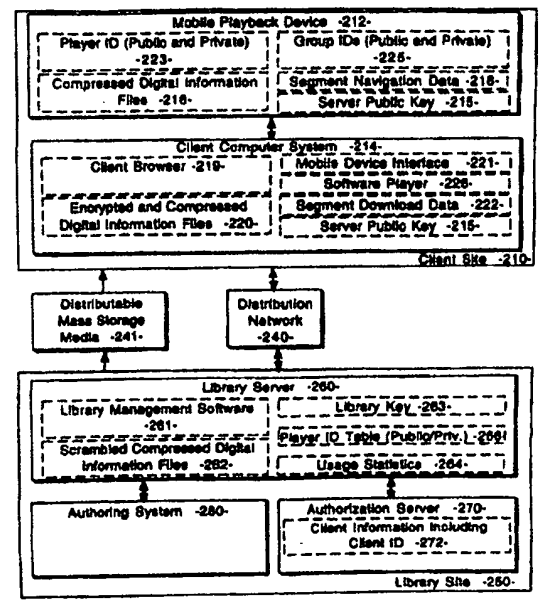 Mobile Playback Device -212-
Player ID (Public and Private)
-223-
Group IDs (Public and Private)
-225-
Compressed Digital Information
Files -216-
Segment Navigation Data -218-
Server Public Key -215-
Client Computer System -214-
Client Browser -219-
Mobile Device Interface -221-
Software Player -226-
Encrypted and Compressed
Digital Information Files -220-
Segment Download Data -222-
Server Public Key -215-
Client Site -210-
Distributable
Mass Storage
Media -241-
Distribution
Network
-240-
Library Server -260-
Library Management Software
-261-
Library Key -263-
Player ID Table (Public/Priv.) -266-
Scrambled Compressed Digital
Information Files -262-
Usage Statistics -264-
Authoring System -280-
Authorization Server -270-
Client Information Including
Client ID -272-
Library Site -250-